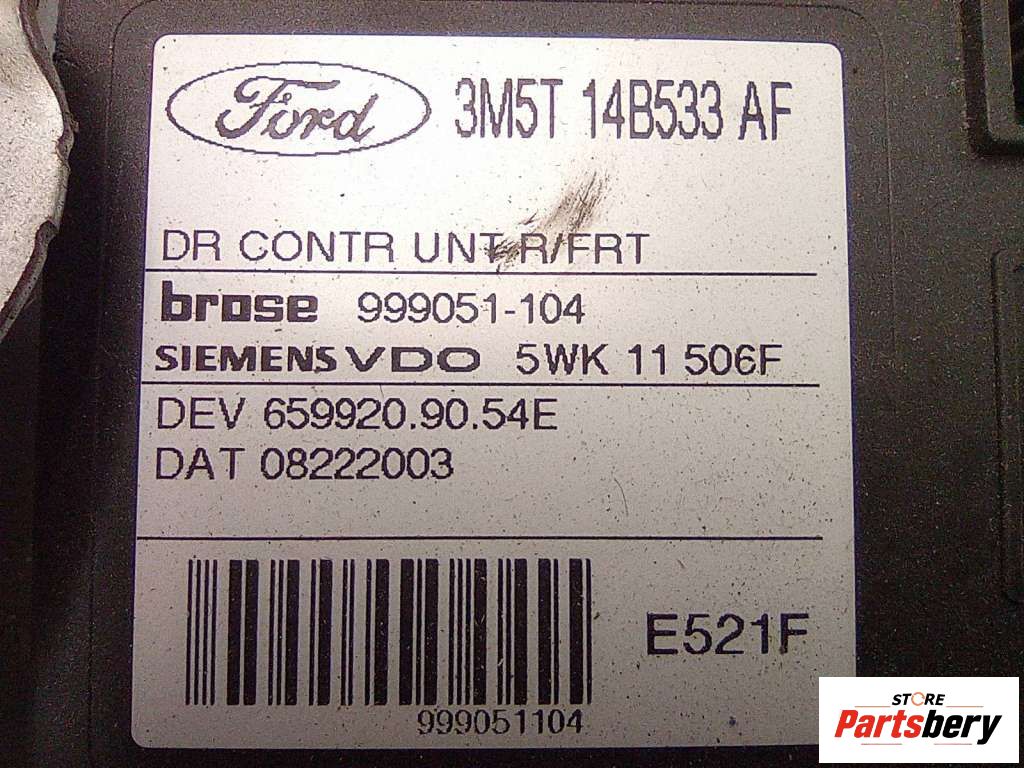 Ford 3M5T 14B533 AF
DR CONTR UNT R/FRT
brose 999051-104
SIEMENS VDO 5WK 11 506F
DEV 659920.90.54E
DAT 08222003
E521F
999051104
STORE
Partsbery